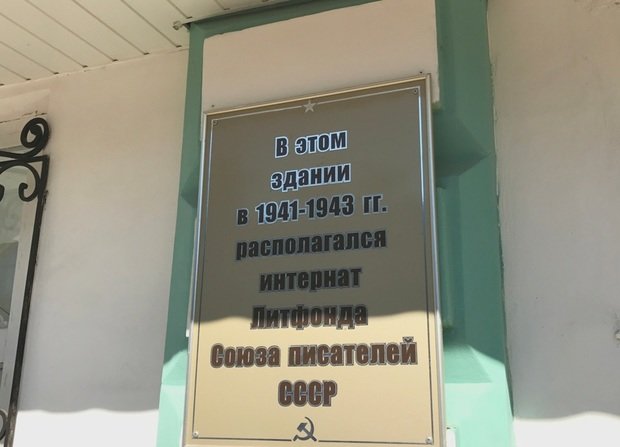 В этом
здании
в 1941-1943 гг.
располагался
интернат
Литфонда
Союза писателей
СССР